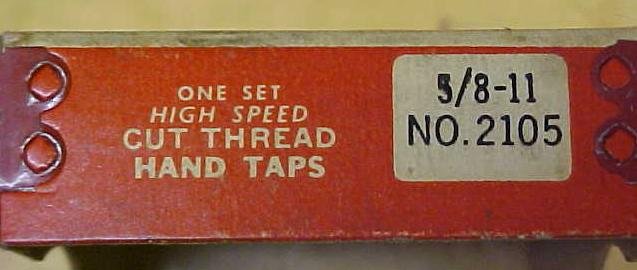 ONE SET
HIGH SPEED
CUT THREAD
HAND TAPS
5/8-11
NO. 2105